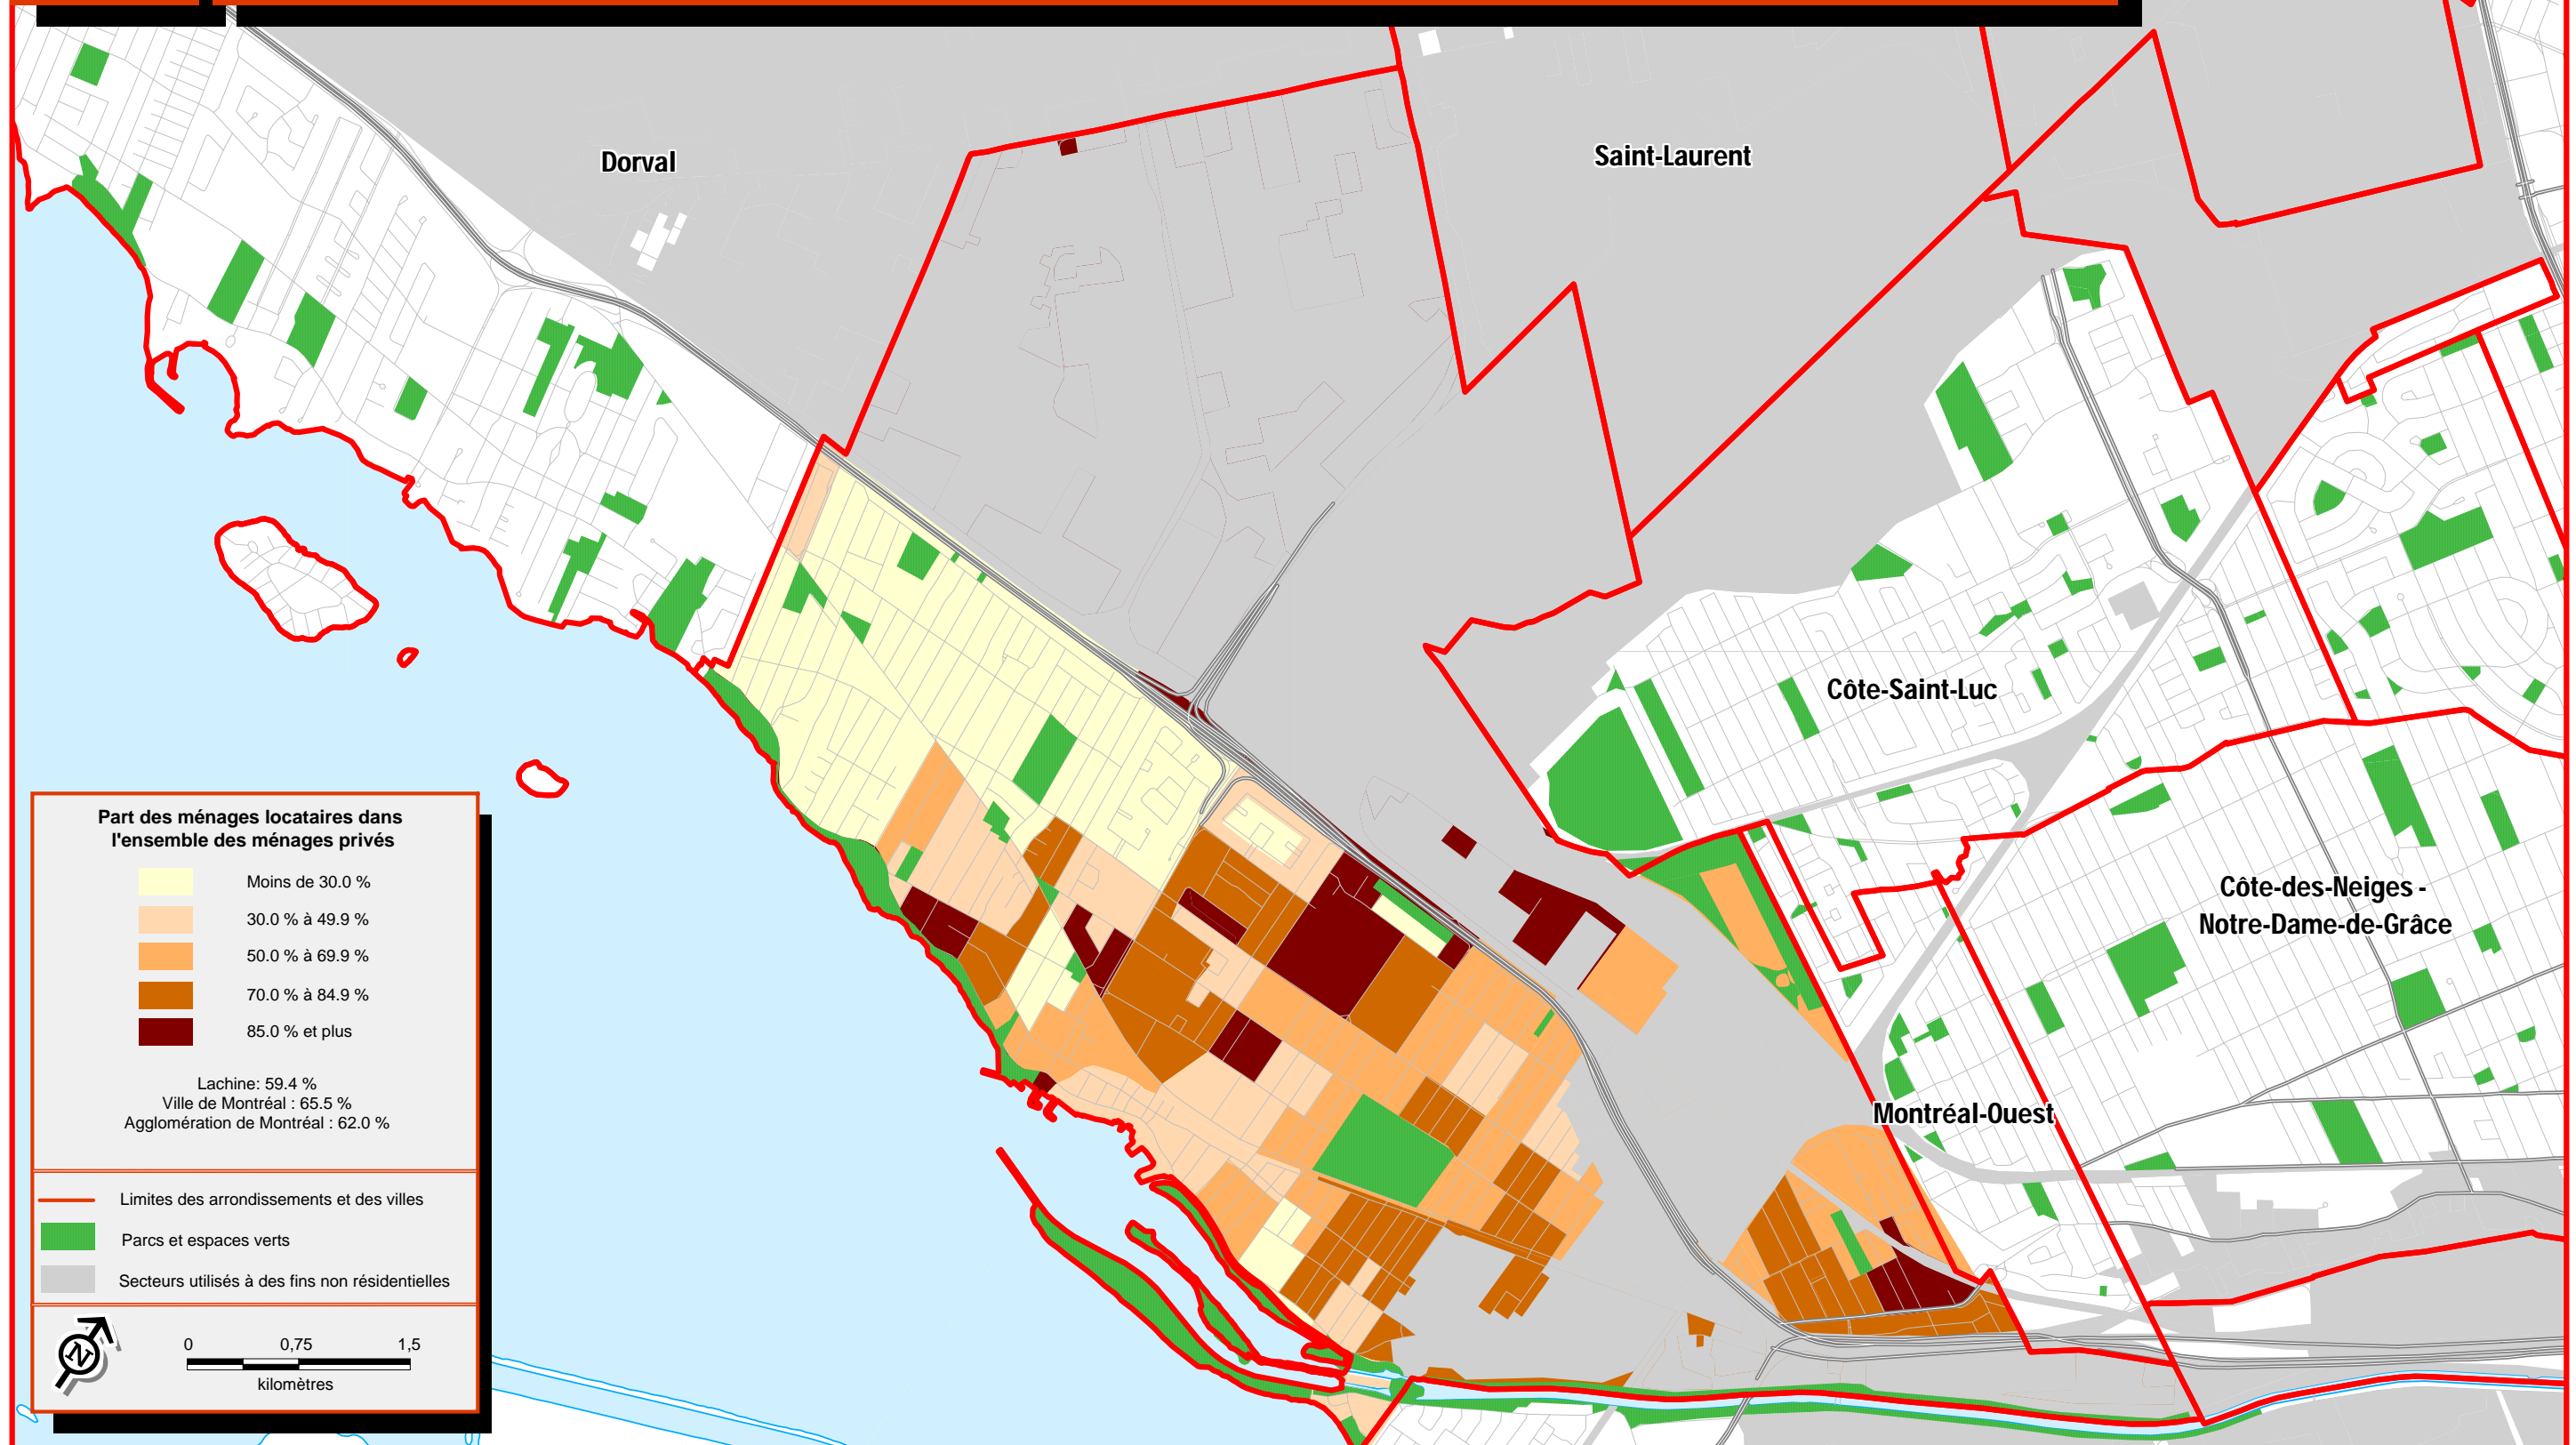 Dorval
Saint-Laurent
Côte-Saint-Luc
Côte-des-Neiges -
Notre-Dame-de-Grâce
Montréal-Ouest
Part des ménages locataires dans
l'ensemble des ménages privés
Moins de 30.0 %
30.0 % à 49.9 %
50.0 % à 69.9 %
70.0 % à 84.9 %
85.0 % et plus
Lachine: 59.4 %
Ville de Montréal : 65.5 %
Agglomération de Montréal : 62.0 %
Limites des arrondissements et des villes
Parcs et espaces verts
Secteurs utilisés à des fins non résidentielles
N
0 0,75 1,5
kilomètres